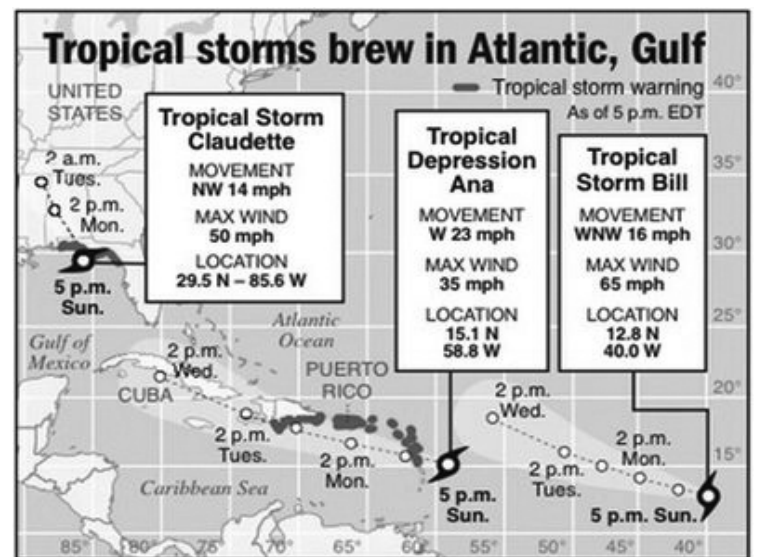 Tropical storms brew in Atlantic, Gulf
Tropical storm warning
As of 5 p.m. EDT
UNITED
STATES
Tropical Storm
Claudette
MOVEMENT
NW 14 mph
MAX WIND
50 mph
LOCATION
29.5 N – 85.6 W
Tropical
Depression
Ana
MOVEMENT
W 23 mph
MAX WIND
35 mph
LOCATION
15.1 N
58.8 W
Tropical
Storm Bill
MOVEMENT
WNW 16 mph
MAX WIND
65 mph
LOCATION
12.8 N
40.0 W
40°
35°
30°
25°
20°
15°
2 a.m.
Tues.
2 p.m.
Mon.
5 p.m.
Sun.
Gulf of
Mexico
Atlantic
Ocean
2 p.m.
Wed.
CUBA
PUERTO
RICO
2 p.m.
Tues.
2 p.m.
Mon.
5 p.m.
Sun.
Caribbean Sea
2 p.m.
Wed.
2 p.m.
Tues.
2 p.m.
Mon.
5 p.m. Sun.
85°
80°
75°
65°
60°
55°
50°
45°
40°